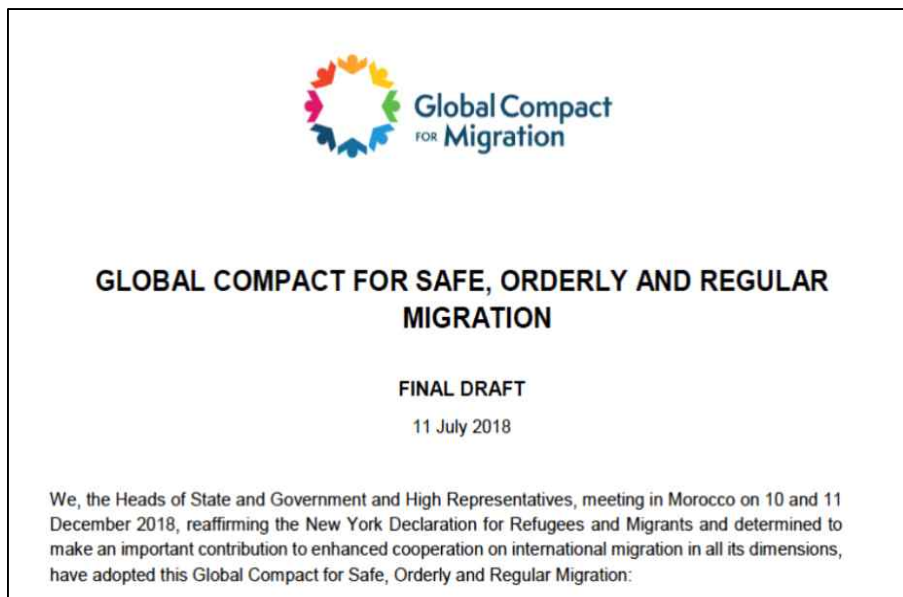 Global Compact
FOR Migration
GLOBAL COMPACT FOR SAFE, ORDERLY AND REGULAR
MIGRATION
FINAL DRAFT
11 July 2018
We, the Heads of State and Government and High Representatives, meeting in Morocco on 10 and 11
December 2018, reaffirming the New York Declaration for Refugees and Migrants and determined to
make an important contribution to enhanced cooperation on international migration in all its dimensions,
have adopted this Global Compact for Safe, Orderly and Regular Migration: